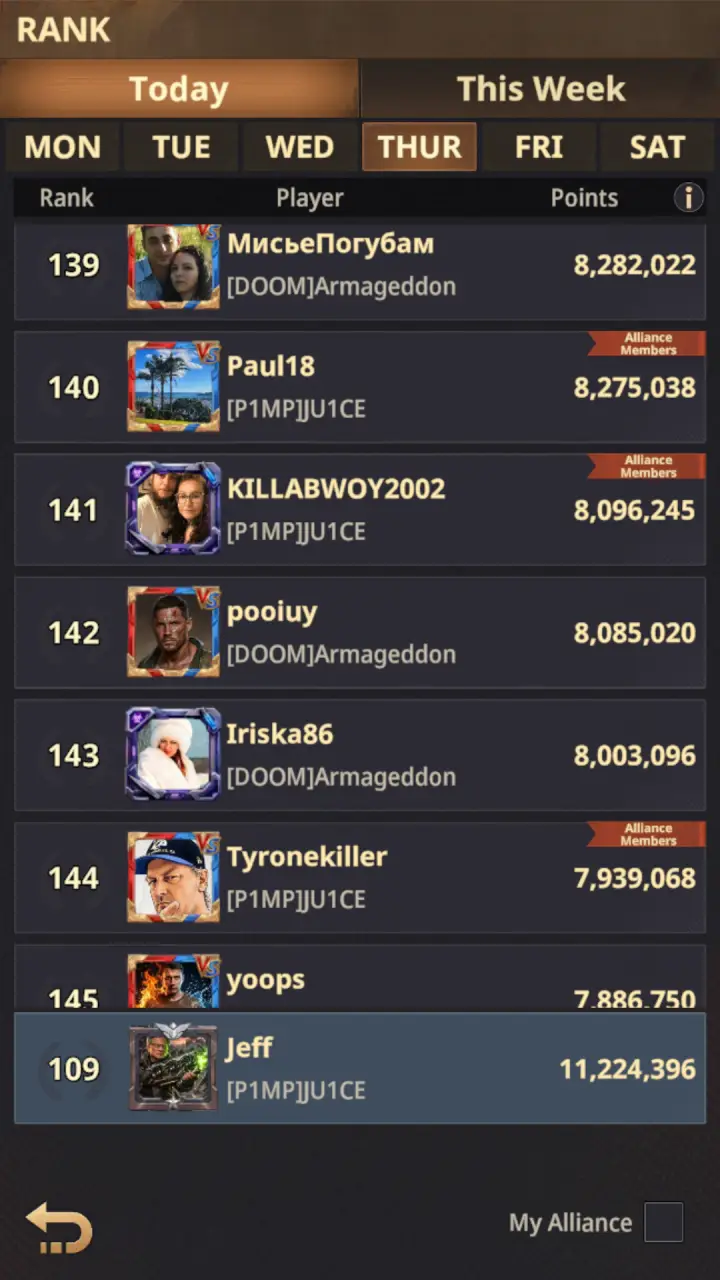 RANK
Today
This Week
MON TUE WED THUR FRI SAT
Rank Player Points i
139 МисьеПогубам 8,282,022
[DOOM]Armageddon
Alliance Members
140 Paul18 8,275,038
[P1MP]JU1CE
Alliance Members
141 KILLABWOY2002 8,096,245
[P1MP]JU1CE
142 pooiuy 8,085,020
[DOOM]Armageddon
143 Iriska86 8,003,096
[DOOM]Armageddon
Alliance Members
144 Tyronekiller 7,939,068
[P1MP]JU1CE
145 yoops 7,886,750
109 Jeff 11,224,396
[P1MP]JU1CE
My Alliance